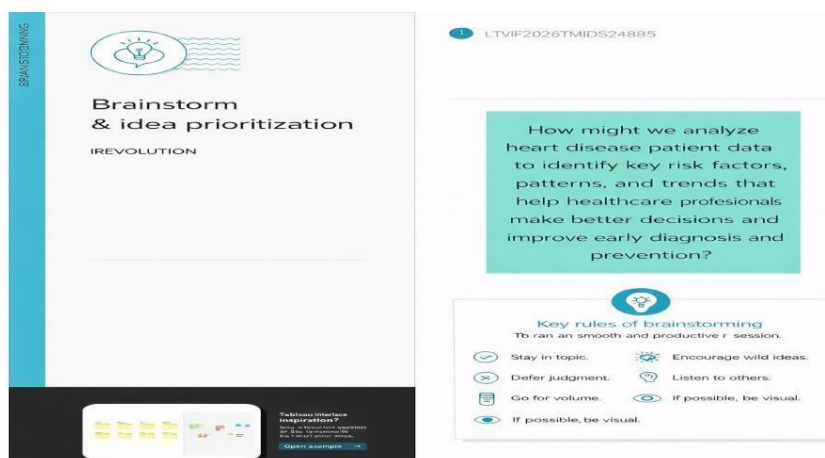 BRIANSTOBMNING
Brainstorm
& idea prioritization
IREVOLUTION
Tabloau interface
inspiration?
Open example →
1 LTVIF2026TMIDS24885
How might we analyze
heart disease patient data
to identify key risk factors,
patterns, and trends that
help healthcare profesionals
make better decisions and
improve early diagnosis and
prevention?
Key rules of brainstorming
Tb ran an smooth and productive r session.
Stay in topic.
Encourage wild ideas.
Defer judgment.
Listen to others.
Go for volume.
If possible, be visual.
If possible, be visual.